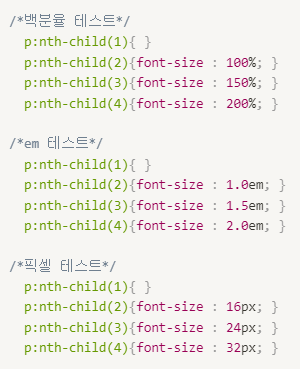 /*백분율 테스트*/
p:nth-child(1){ }
p:nth-child(2){font-size : 100%; }
p:nth-child(3){font-size : 150%; }
p:nth-child(4){font-size : 200%; }
/*em 테스트*/
p:nth-child(1){ }
p:nth-child(2){font-size : 1.0em; }
p:nth-child(3){font-size : 1.5em; }
p:nth-child(4){font-size : 2.0em; }
/*픽셀 테스트*/
p:nth-child(1){ }
p:nth-child(2){font-size : 16px; }
p:nth-child(3){font-size : 24px; }
p:nth-child(4){font-size : 32px; }